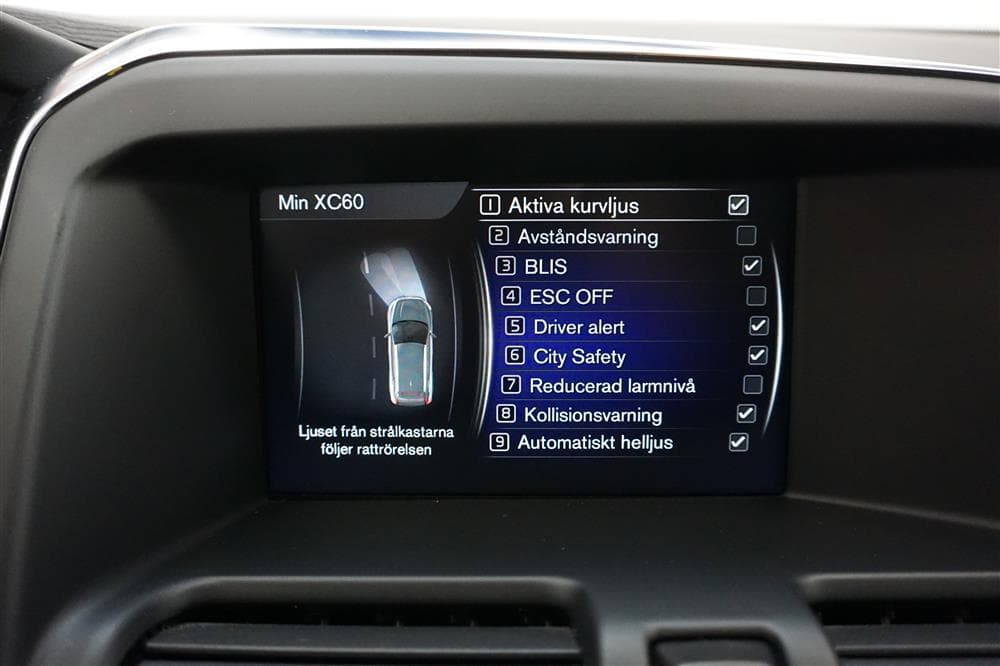 Min XC60
1 Aktiva kurvljus
2 Avståndsvarning
3 BLIS
4 ESC OFF
5 Driver alert
6 City Safety
7 Reducerad larmnivå
8 Kollisionsvarning
9 Automatiskt helljus
Ljuset från strålkastarna
följer rattrörelsen